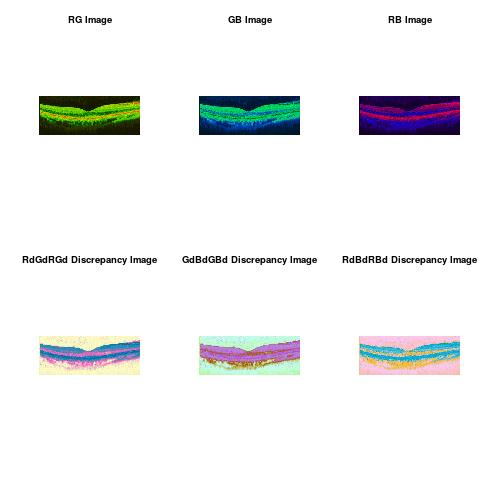 RG Image
GB Image
RB Image
RdGdRGd Discrepancy Image
GdBdGBd Discrepancy Image
RdBdRBd Discrepancy Image